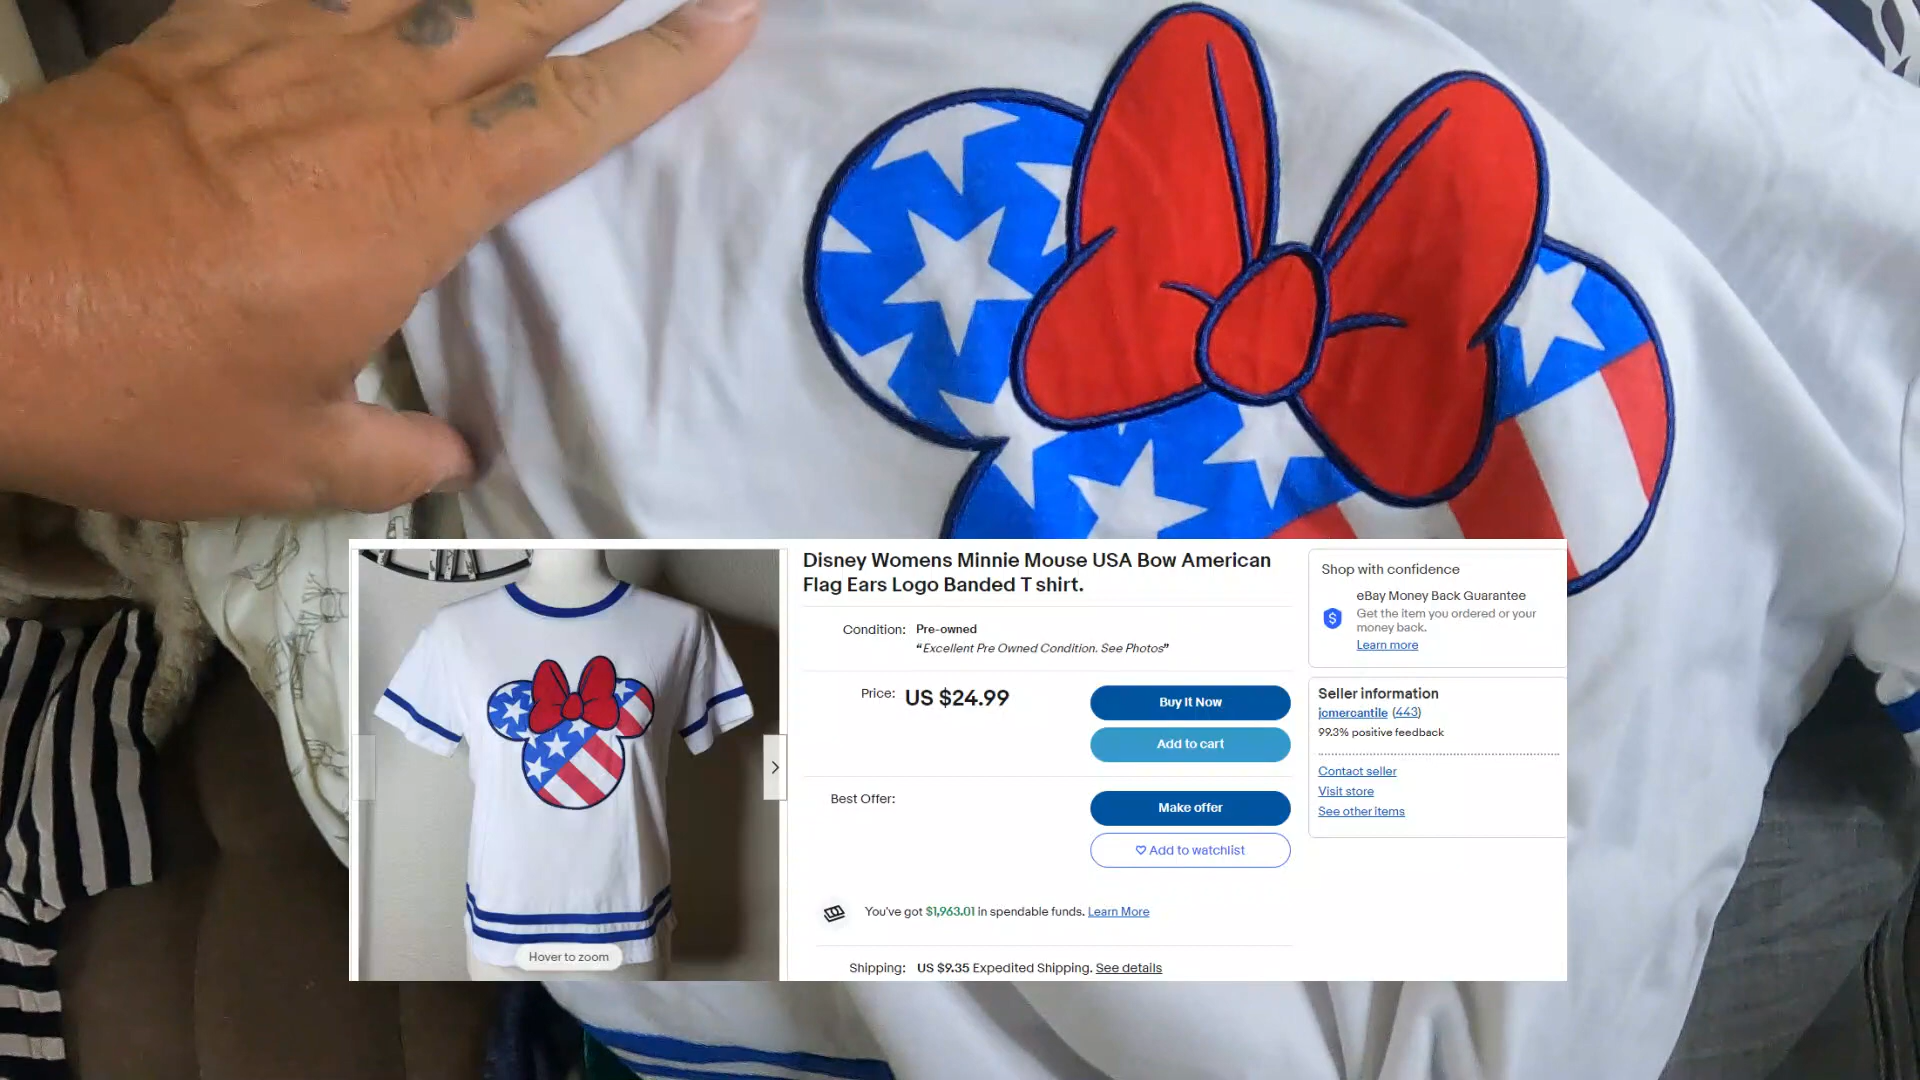 Disney Womens Minnie Mouse USA Bow American
Flag Ears Logo Banded T shirt.
Condition: Pre-owned
“Excellent Pre Owned Condition. See Photos”
Price: US $24.99
Buy It Now
Add to cart
Best Offer:
Make offer
Add to watchlist
You've got $1,963.01 in spendable funds. Learn More
Shipping: US $9.35 Expedited Shipping. See details
Hover to zoom
Shop with confidence
eBay Money Back Guarantee
Get the item you ordered or your
money back.
Learn more
Seller information
jcmercantile (443)
99.3% positive feedback
Contact seller
Visit store
See other items